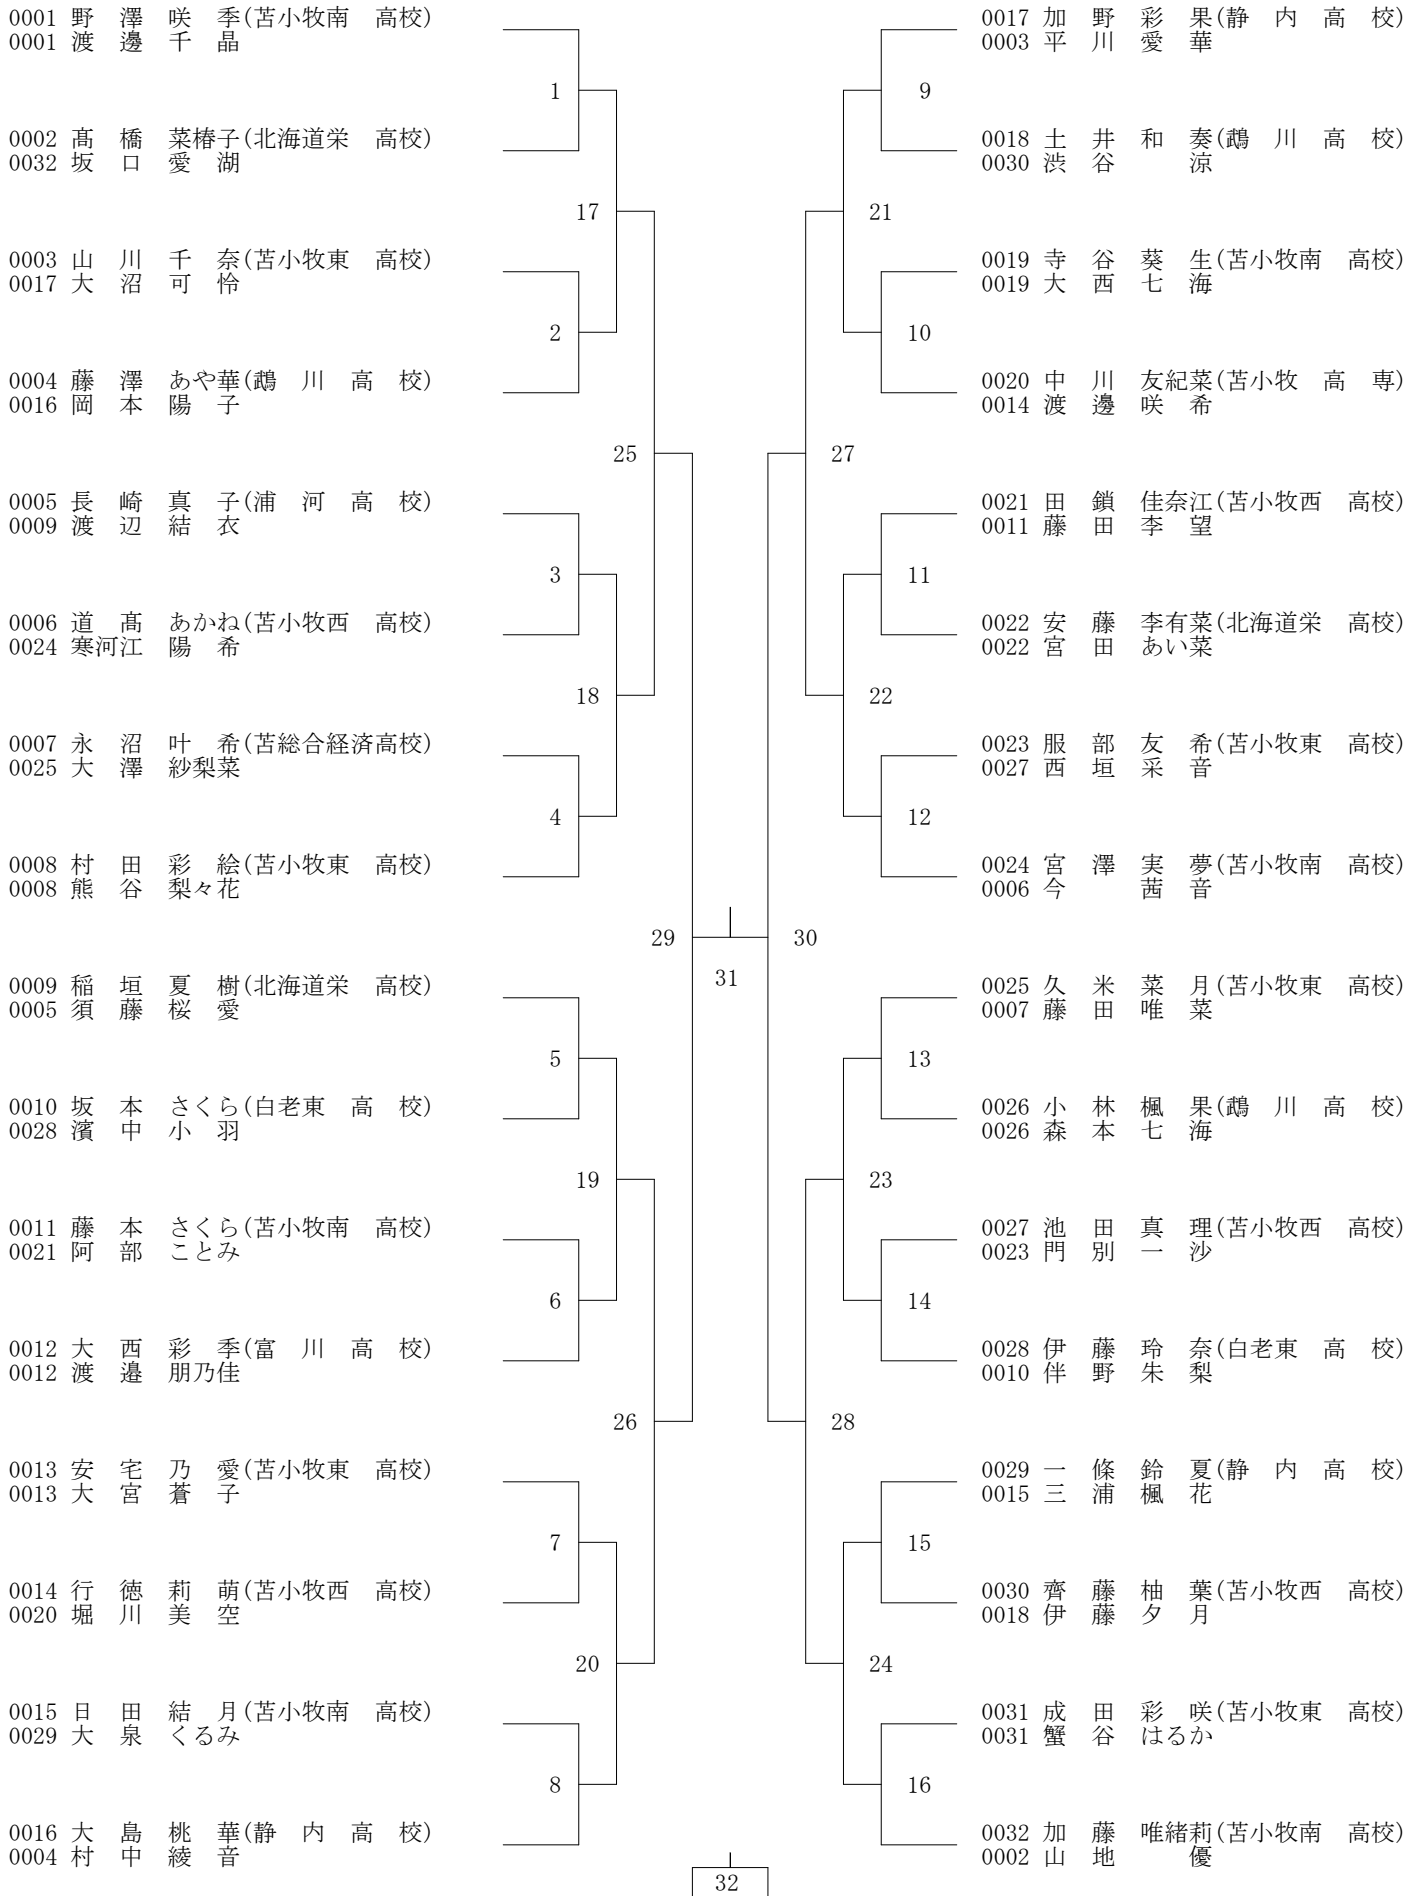 0001 野　澤　咲　季(苫小牧南　高校)
0001 渡　邊　千　晶
1
0002 髙　橋　菜椿子(北海道栄　高校)
0032 坂　口　愛　湖
17
0003 山　川　千　奈(苫小牧東　高校)
0017 大　沼　可　怜
2
0004 藤　澤　あや華(鵡　川　高　校)
0016 岡　本　陽　子
25
0005 長　崎　真　子(浦　河　高　校)
0009 渡　辺　結　衣
3
0006 道　髙　あかね(苫小牧西　高校)
0024 寒河江　陽　希
18
0007 永　沼　叶　希(苫総合経済高校)
0025 大　澤　紗梨菜
4
0008 村　田　彩　絵(苫小牧東　高校)
0008 熊　谷　梨々花
29
0009 稲　垣　夏　樹(北海道栄　高校)
0005 須　藤　桜　愛
5
0010 坂　本　さくら(白老東　高　校)
0028 濱　中　小　羽
19
0011 藤　本　さくら(苫小牧南　高校)
0021 阿　部　ことみ
6
0012 大　西　彩　季(富　川　高　校)
0012 渡　邉　朋乃佳
26
0013 安　宅　乃　愛(苫小牧東　高校)
0013 大　宮　蒼　子
7
0014 行　徳　莉　萌(苫小牧西　高校)
0020 堀　川　美　空
20
0015 日　田　結　月(苫小牧南　高校)
0029 大　泉　くるみ
8
0016 大　島　桃　華(静　内　高　校)
0004 村　中　綾　音
31
32
0017 加　野　彩　果(静　内　高　校)
0003 平　川　愛　華
9
0018 土　井　和　奏(鵡　川　高　校)
0030 渋　谷　　　涼
21
0019 寺　谷　葵　生(苫小牧南　高校)
0019 大　西　七　海
10
0020 中　川　友紀菜(苫小牧　高　専)
0014 渡　邊　咲　希
27
0021 田　鎖　佳奈江(苫小牧西　高校)
0011 藤　田　李　望
11
0022 安　藤　李有菜(北海道栄　高校)
0022 宮　田　あい菜
22
0023 服　部　友　希(苫小牧東　高校)
0027 西　垣　采　音
12
0024 宮　澤　実　夢(苫小牧南　高校)
0006 今　　　茜　音
30
0025 久　米　菜　月(苫小牧東　高校)
0007 藤　田　唯　菜
13
0026 小　林　楓　果(鵡　川　高　校)
0026 森　本　七　海
23
0027 池　田　真　理(苫小牧西　高校)
0023 門　別　一　沙
14
0028 伊　藤　玲　奈(白老東　高　校)
0010 伴　野　朱　梨
28
0029 一　條　鈴　夏(静　内　高　校)
0015 三　浦　楓　花
15
0030 齊　藤　柚　葉(苫小牧西　高校)
0018 伊　藤　夕　月
24
0031 成　田　彩　咲(苫小牧東　高校)
0031 蟹　谷　はるか
16
0032 加　藤　唯緒莉(苫小牧南　高校)
0002 山　地　　　優